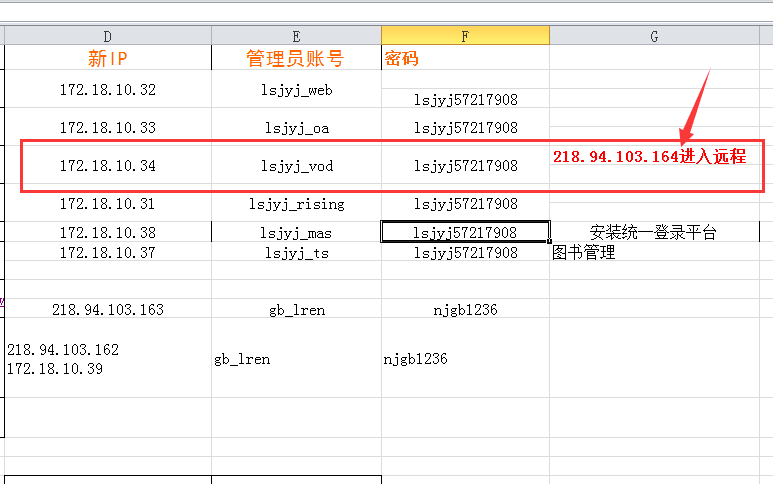 D E F G
新IP 管理员账号 密码
172.18.10.32 lsjyj_web lsjyj57217908
172.18.10.33 lsjyj_oa lsjyj57217908
172.18.10.34 lsjyj_vod lsjyj57217908 218.94.103.164进入远程
172.18.10.31 lsjyj_rising lsjyj57217908
172.18.10.38 lsjyj_mas lsjyj57217908 安装统一登录平台
172.18.10.37 lsjyj_ts lsjyj57217908 图书管理
218.94.103.163 gb_lren njgb1236
218.94.103.162
172.18.10.39 gb_lren njgb1236